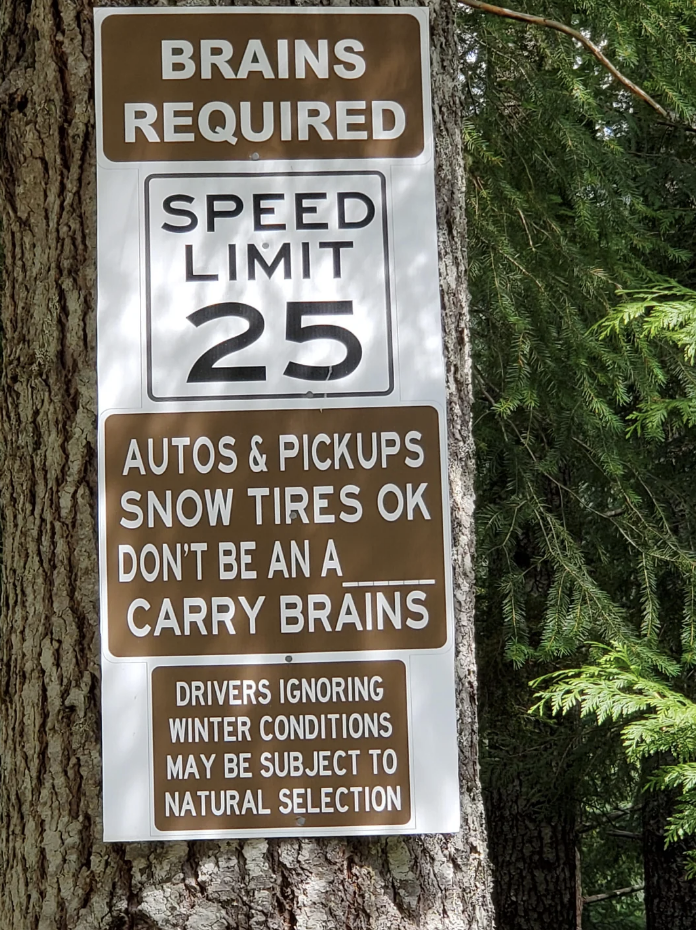 BRAINS
REQUIRED
SPEED
LIMIT
25
AUTOS & PICKUPS
SNOW TIRES OK
DON'T BE AN A____
CARRY BRAINS
DRIVERS IGNORING
WINTER CONDITIONS
MAY BE SUBJECT TO
NATURAL SELECTION